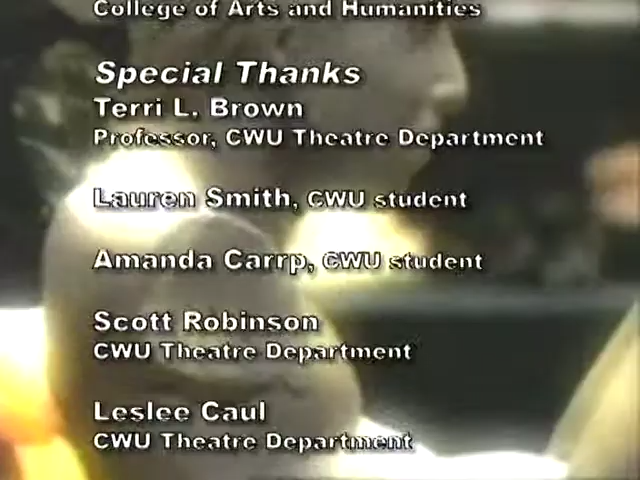 College of Arts and Humanities
Special Thanks
Terri L. Brown
Professor, CWU Theatre Department
Lauren Smith, CWU student
Amanda Carrp, CWU student
Scott Robinson
CWU Theatre Department
Leslee Caul
CWU Theatre Department